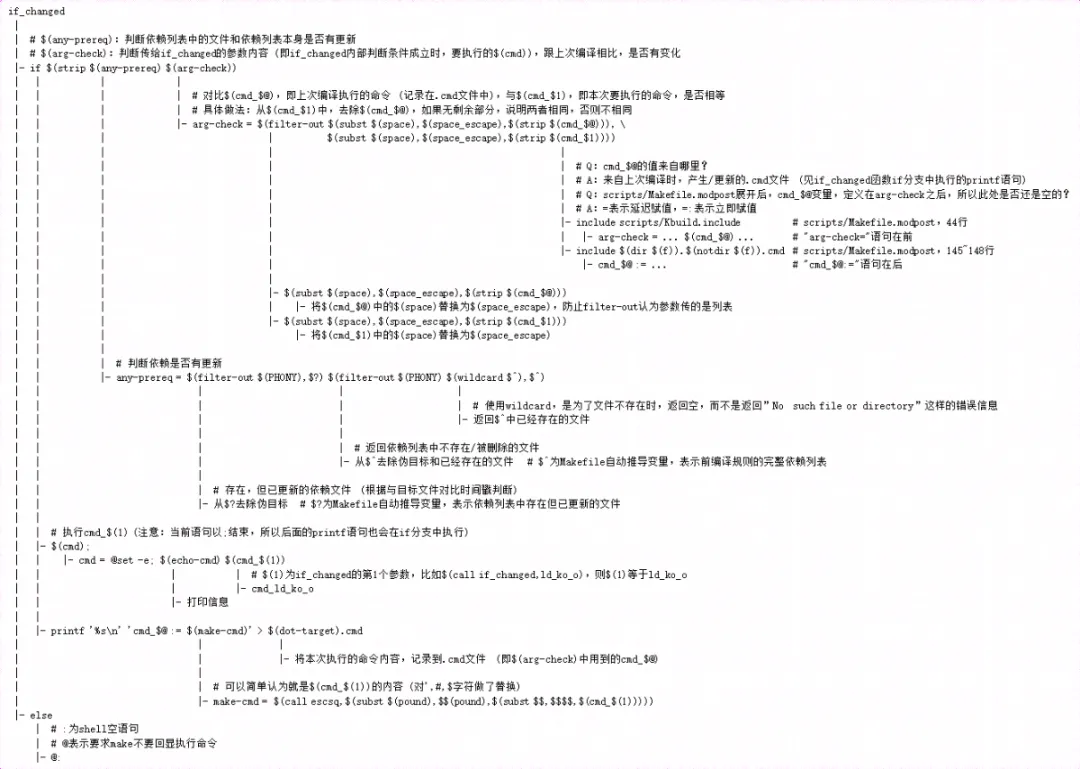 if_changed
|
| # $(any-prereq): 判断依赖列表中的文件和依赖列表本身是否有更新
| # $(arg-check): 判断传给if_changed的参数内容 (即if_changed内部判断条件成立时, 要执行的$(cmd)), 跟上次编译相比, 是否有变化
|- if $(strip $(any-prereq) $(arg-check))
| | | |
| | | | # 对比$(cmd_$@), 即上次编译执行的命令 (记录在.cmd文件中), 与$(cmd_$1), 即本次要执行的命令, 是否相等
| | | | # 具体做法: 从$(cmd_$1)中, 去除$(cmd_$@), 如果无剩余部分, 说明两者相同, 否则不相同
| | | |- arg-check = $(filter-out $(subst $(space),$(space_escape),$(strip $(cmd_$@))), \
| | | | $(subst $(space),$(space_escape),$(strip $(cmd_$1))))
| | | | |
| | | | | # Q: cmd_$@的值来自哪里?
| | | | | # A: 来自上次编译时, 产生/更新的.cmd文件 (见if_changed函数if分支中执行的printf语句)
| | | | | # Q: scripts/Makefile.modpost展开后, cmd_$@变量, 定义在arg-check之后, 所以此处是否还是空的?
| | | | | # A: =表示延迟赋值, =:表示立即赋值
| | | | |- include scripts/Kbuild.include # scripts/Makefile.modpost, 44行
| | | | | |- arg-check = ... $(cmd_$@) ... # "arg-check="语句在前
| | | | |- include $(dir $(f)).$(notdir $(f)).cmd # scripts/Makefile.modpost, 145~148行
| | | | |- cmd_$@ := ... # "cmd_$@:="语句在后
| | | |
| | | |- $(subst $(space),$(space_escape),$(strip $(cmd_$@)))
| | | | |- 将$(cmd_$@)中的$(space)替换为$(space_escape), 防止filter-out认为参数传的是列表
| | | |- $(subst $(space),$(space_escape),$(strip $(cmd_$1)))
| | | |- 将$(cmd_$1)中的$(space)替换为$(space_escape)
| | |
| | | # 判断依赖是否有更新
| | |- any-prereq = $(filter-out $(PHONY),$?) $(filter-out $(PHONY) $(wildcard $^),$^)
| | | | |
| | | | | # 使用wildcard, 是为了文件不存在时, 返回空, 而不是返回”No such file or directory”这样的错误信息
| | | | |- 返回$^中已经存在的文件
| | | |
| | | | # 返回依赖列表中不存在/被删除的文件
| | | |- 从$^去除伪目标和已经存在的文件 # $^为Makefile自动推导变量, 表示前编译规则的完整依赖列表
| | |
| | | # 存在, 但已更新的依赖文件 (根据与目标文件对比时间戳判断)
| | |- 从$?去除伪目标 # $?为Makefile自动推导变量, 表示依赖列表中存在但已更新的文件
| |
| | # 执行cmd_$(1) (注意: 当前语句以;结束, 所以后面的printf语句也会在if分支中执行)
| |- $(cmd);
| | |- cmd = @set -e; $(echo-cmd) $(cmd_$(1))
| | | | # $(1)为if_changed的第1个参数, 比如$(call if_changed,ld_ko_o), 则$(1)等于ld_ko_o
| | | |- cmd_ld_ko_o
| | |- 打印信息
| |
| |- printf '%s\n' 'cmd_$@ := $(make-cmd)' > $(dot-target).cmd
| | |
| | |- 将本次执行的命令内容, 记录到.cmd文件 (即$(arg-check)中用到的cmd_$@)
| |
| | # 可以简单认为就是$(cmd_$(1))的内容 (对',#,$字符做了替换)
| |- make-cmd = $(call escsq,$(subst $(pound),$$(pound),$(subst $$,$$$$,$(cmd_$(1)))))
|- else
| # :为shell空语句
| # @表示要求make不要回显执行命令
|- @: